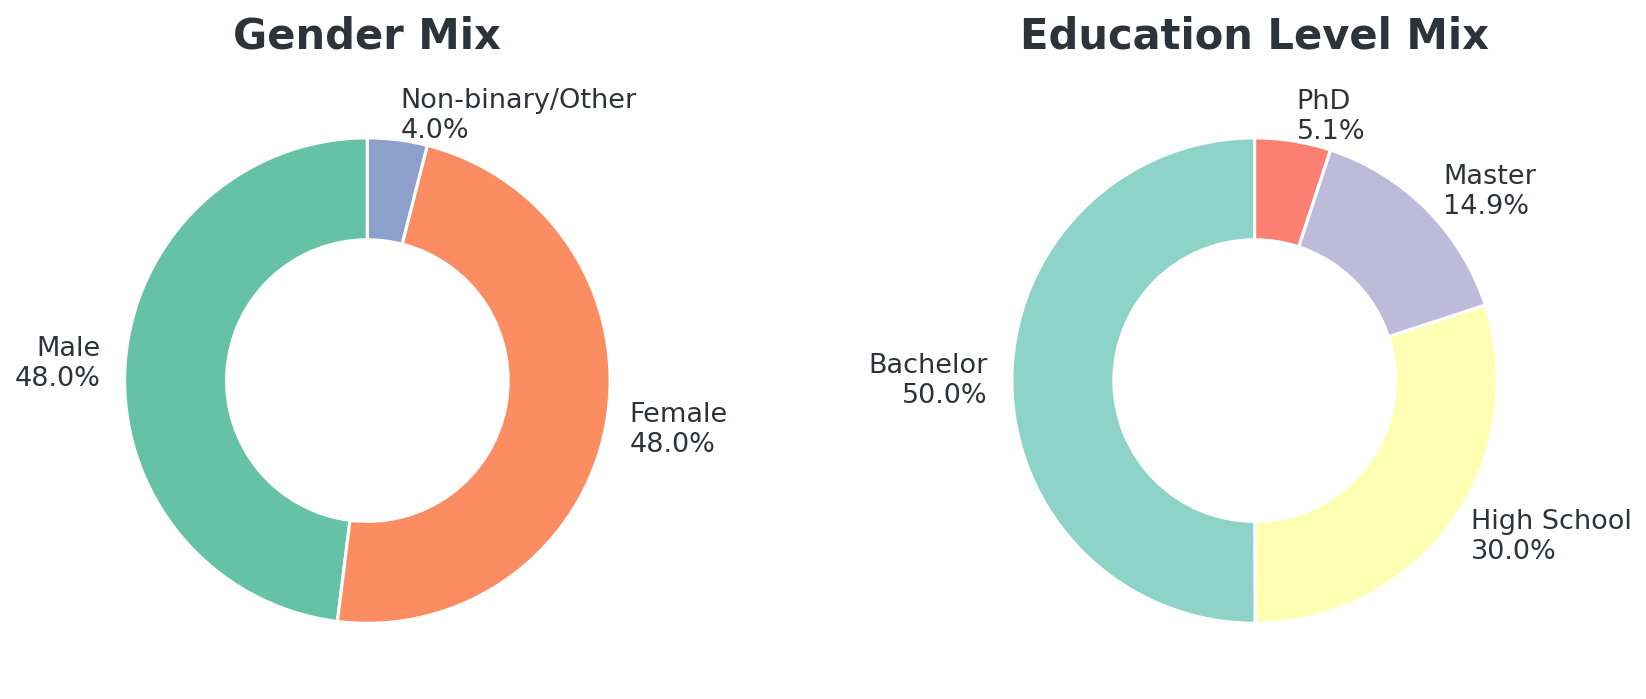 Gender Mix
Non-binary/Other
4.0%
Male
48.0%
Female
48.0%
Education Level Mix
PhD
5.1%
Master
14.9%
Bachelor
50.0%
High School
30.0%